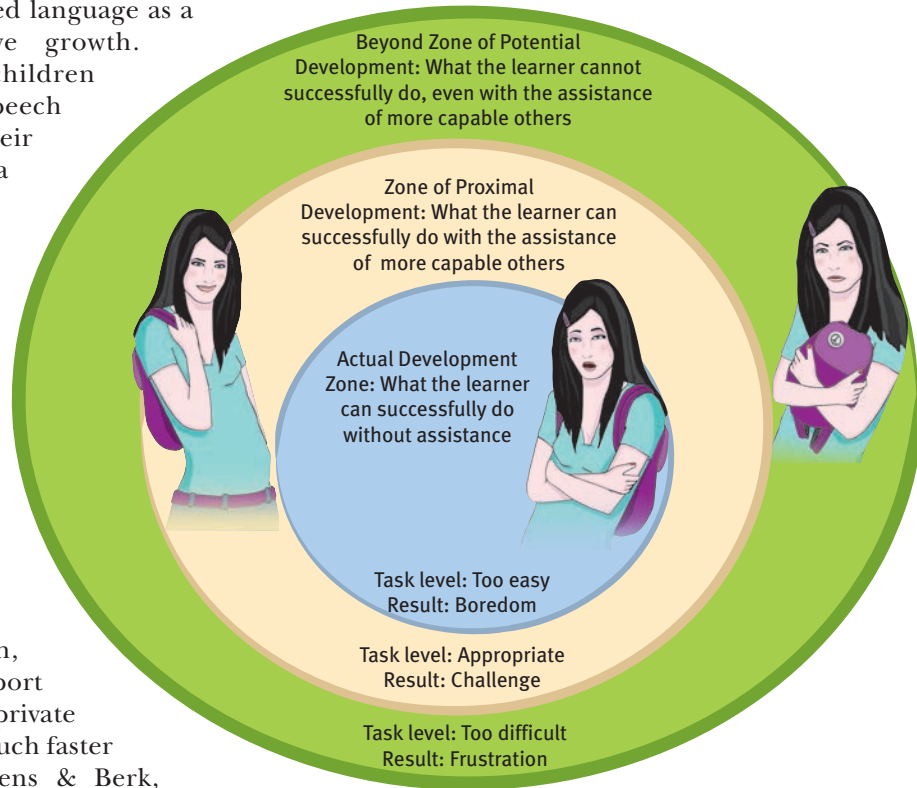 ed language as a
ve growth.
children
peech
eir
a
Beyond Zone of Potential
Development: What the learner cannot
successfully do, even with the assistance
of more capable others
Zone of Proximal
Development: What the learner can
successfully do with the assistance
of more capable others
Actual Development
Zone: What the learner
can successfully do
without assistance
Task level: Too easy
Result: Boredom
Task level: Appropriate
Result: Challenge
Task level: Too difficult
Result: Frustration
n,
port
private
uch faster
ens & Berk,